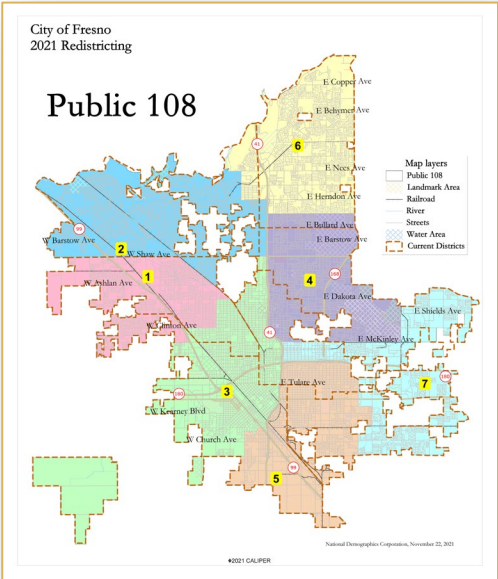 City of Fresno
2021 Redistricting
Public 108
E Copper Ave
E Behymer Ave
41
6
E Nees Ave
E Herndon Ave
Map layers
Public 108
Landmark Area
Railroad
River
Streets
Water Area
Current Districts
99
W Barstow Ave
E Bullard Ave
E Barstow Ave
2
W Shaw Ave
1
W Ashlan Ave
4
168
E Dakota Ave
E Shields Ave
W Clinton Ave
41
E McKinley Ave
E Tulare Ave
7
180
180
3
W Kearney Blvd
W Church Ave
99
5
National Demographics Corporation, November 22, 2021
©2021 CALIPER